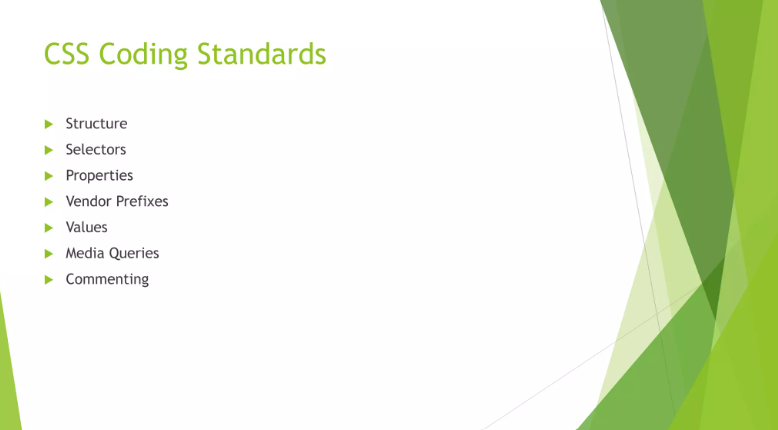 CSS Coding Standards
Structure
Selectors
Properties
Vendor Prefixes
Values
Media Queries
Commenting